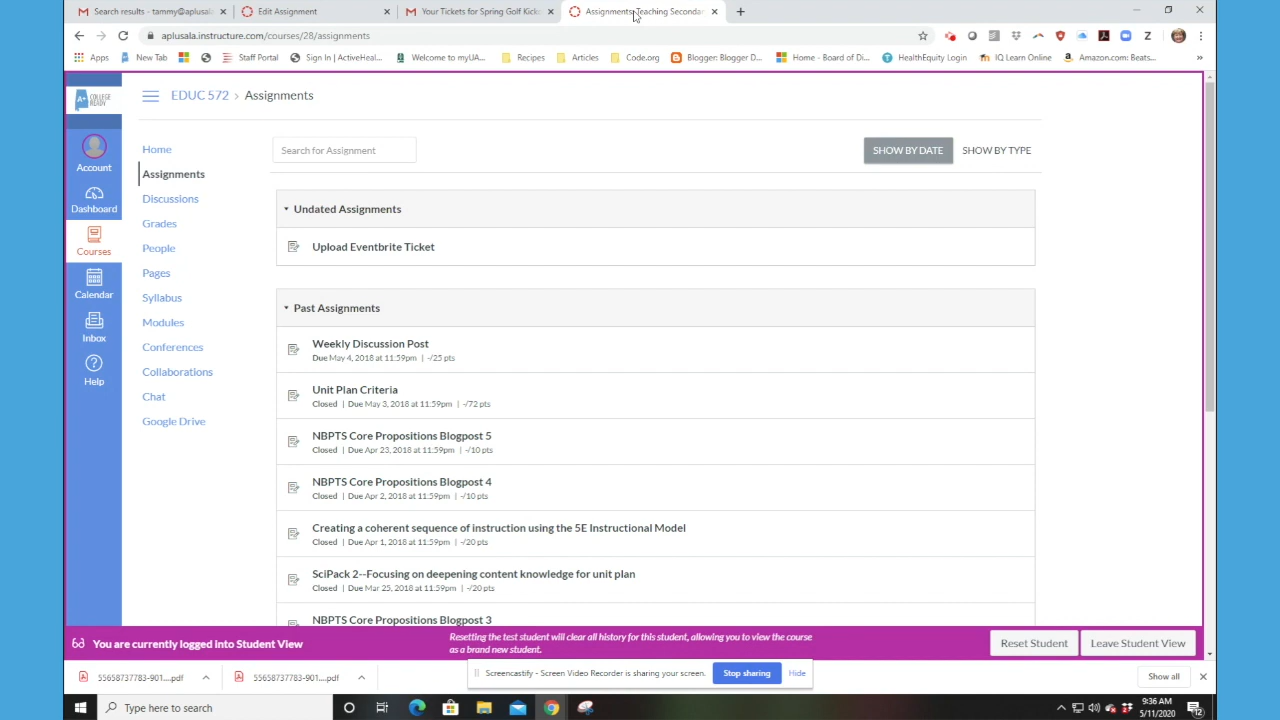 Search results - tammy@aplusala
Edit Assignment
Your Tickets for Spring Golf Kicks
Assignments: Teaching Secondar
aplusala.instructure.com/courses/28/assignments
Apps
New Tab
Staff Portal
Sign In | ActiveHeal...
Welcome to myUA...
Recipes
Articles
Code.org
Blogger: Blogger D...
Home - Board of Di...
HealthEquity Login
IQ Learn Online
Amazon.com: Beats...
»
COLLEGE
READY
EDUC 572 › Assignments
Account
Dashboard
Courses
Calendar
Inbox
Help
Home
Assignments
Discussions
Grades
People
Pages
Syllabus
Modules
Conferences
Collaborations
Chat
Google Drive
Search for Assignment
SHOW BY DATE
SHOW BY TYPE
Undated Assignments
Upload Eventbrite Ticket
Past Assignments
Weekly Discussion Post
Due May 4, 2018 at 11:59pm | -/25 pts
Unit Plan Criteria
Closed | Due May 3, 2018 at 11:59pm | -/72 pts
NBPTS Core Propositions Blogpost 5
Closed | Due Apr 23, 2018 at 11:59pm | -/10 pts
NBPTS Core Propositions Blogpost 4
Closed | Due Apr 2, 2018 at 11:59pm | -/10 pts
Creating a coherent sequence of instruction using the 5E Instructional Model
Closed | Due Apr 1, 2018 at 11:59pm | -/20 pts
SciPack 2--Focusing on deepening content knowledge for unit plan
Closed | Due Mar 25, 2018 at 11:59pm | -/20 pts
NBPTS Core Propositions Blogpost 3
You are currently logged into Student View
Resetting the test student will clear all history for this student, allowing you to view the course
as a brand new student.
Reset Student
Leave Student View
55658737783-901....pdf
55658737783-901....pdf
Screencastify - Screen Video Recorder is sharing your screen.
Stop sharing
Hide
Show all
Type here to search
9:36 AM
5/11/2020
12